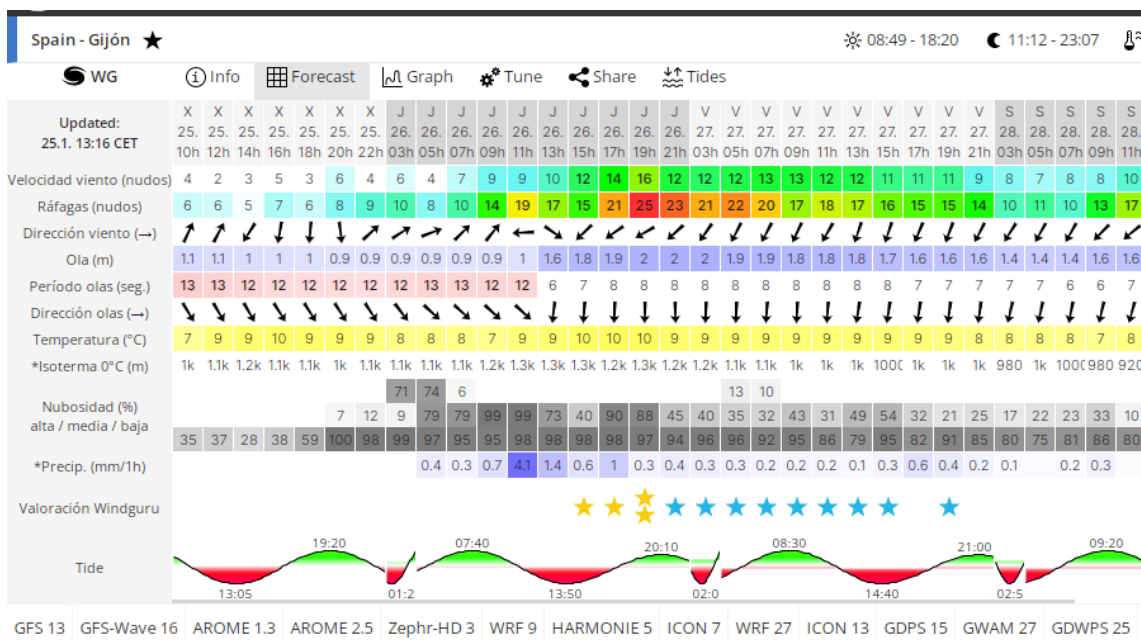 Spain - Gijón ★ 08:49 - 18:20 11:12 - 23:07
WG Info Forecast Graph Tune Share Tides
Updated:
25.1. 13:16 CET
X X X X X X X J J J J J J J J J J V V V V V V V V V V S S S S S
25. 25. 25. 25. 25. 25. 25. 26. 26. 26. 26. 26. 26. 26. 26. 26. 26. 27. 27. 27. 27. 27. 27. 27. 27. 27. 27. 28. 28. 28. 28. 28.
10h 12h 14h 16h 18h 20h 22h 03h 05h 07h 09h 11h 13h 15h 17h 19h 21h 03h 05h 07h 09h 11h 13h 15h 17h 19h 21h 03h 05h 07h 09h 11h
Velocidad viento (nudos) 4 2 3 5 3 6 4 6 4 7 9 9 10 12 14 16 12 12 12 13 13 12 12 11 11 11 9 8 7 8 8 10
Ráfagas (nudos) 6 6 5 7 6 8 9 10 8 10 14 19 17 15 21 25 23 21 22 20 17 18 17 16 15 15 14 10 11 10 13 17
Dirección viento (→)
Ola (m) 1.1 1.1 1 1 1 0.9 0.9 0.9 0.9 0.9 0.9 1 1.6 1.8 1.9 2 2 2 1.9 1.9 1.8 1.8 1.8 1.7 1.6 1.6 1.6 1.4 1.4 1.4 1.6 1.6
Período olas (seg.) 13 13 12 12 12 12 12 12 13 13 12 12 6 7 8 8 8 8 8 8 8 8 8 8 7 7 7 7 7 6 6 7
Dirección olas (→)
Temperatura (°C) 7 9 9 10 9 9 9 8 8 8 7 9 9 10 10 10 9 9 9 9 9 9 9 9 9 9 8 8 8 8 7 8
*Isoterma 0°C (m) 1k 1.1k 1.2k 1.1k 1.1k 1k 1.1k 1.1k 1.1k 1.1k 1.2k 1.3k 1.3k 1.3k 1.2k 1.3k 1.2k 1.2k 1.1k 1.1k 1k 1k 1k 100( 1k 1k 1k 980 1k 100( 980 920
Nubosidad (%)
alta / media / baja
71 74 6 13 10
7 12 9 79 79 99 99 73 40 90 88 45 40 35 32 43 31 49 54 32 21 25 17 22 23 33 10
35 37 28 38 59 100 98 99 97 95 95 98 98 98 98 97 94 96 96 92 95 86 79 95 82 91 85 80 75 81 86 80
*Precip. (mm/1h) 0.4 0.3 0.7 4.1 1.4 0.6 1 0.3 0.4 0.3 0.3 0.2 0.2 0.2 0.1 0.3 0.6 0.4 0.2 0.1 0.2 0.3
Valoración Windguru
19:20 07:40 20:10 08:30 21:00 09:20
Tide
13:05 01:2 13:50 02:0 14:40 02:5
GFS 13 GFS-Wave 16 AROME 1.3 AROME 2.5 Zephr-HD 3 WRF 9 HARMONIE 5 ICON 7 WRF 27 ICON 13 GDPS 15 GWAM 27 GDWPS 25